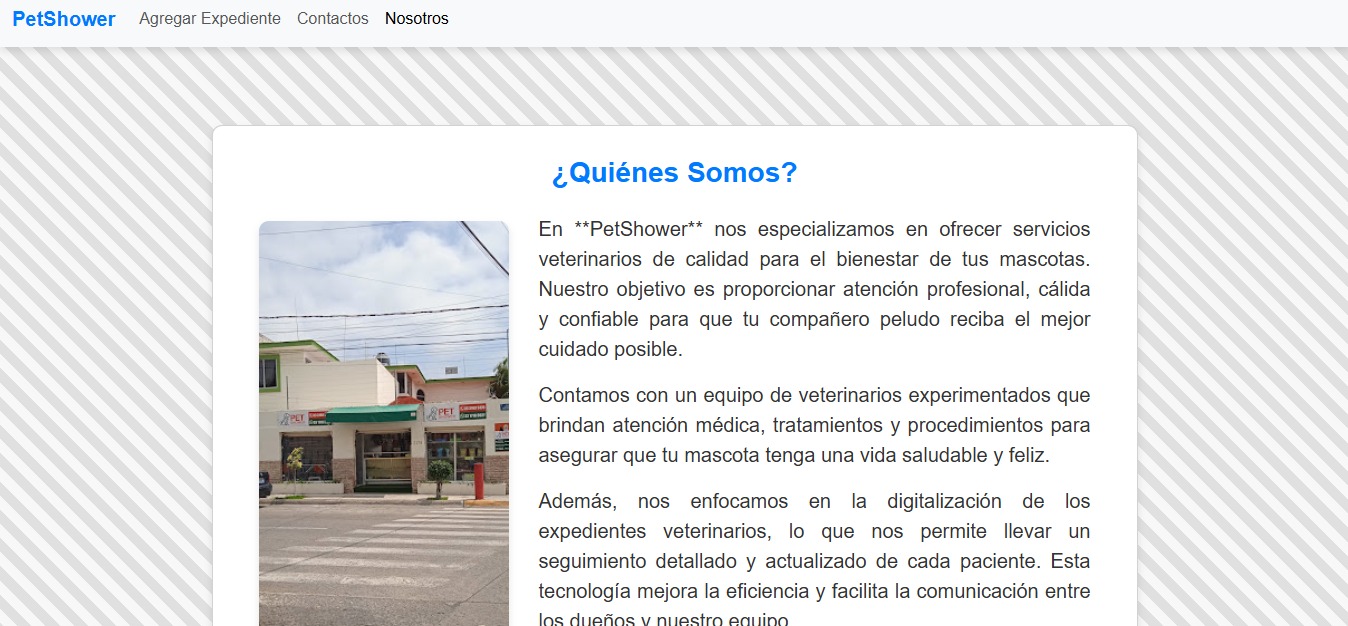 PetShower Agregar Expediente Contactos Nosotros
¿Quiénes Somos?
En **PetShower** nos especializamos en ofrecer servicios
veterinarios de calidad para el bienestar de tus mascotas.
Nuestro objetivo es proporcionar atención profesional, cálida
y confiable para que tu compañero peludo reciba el mejor
cuidado posible.
Contamos con un equipo de veterinarios experimentados que
brindan atención médica, tratamientos y procedimientos para
asegurar que tu mascota tenga una vida saludable y feliz.
Además, nos enfocamos en la digitalización de los
expedientes veterinarios, lo que nos permite llevar un
seguimiento detallado y actualizado de cada paciente. Esta
tecnología mejora la eficiencia y facilita la comunicación entre
los dueños y nuestro equipo.
PET
PET